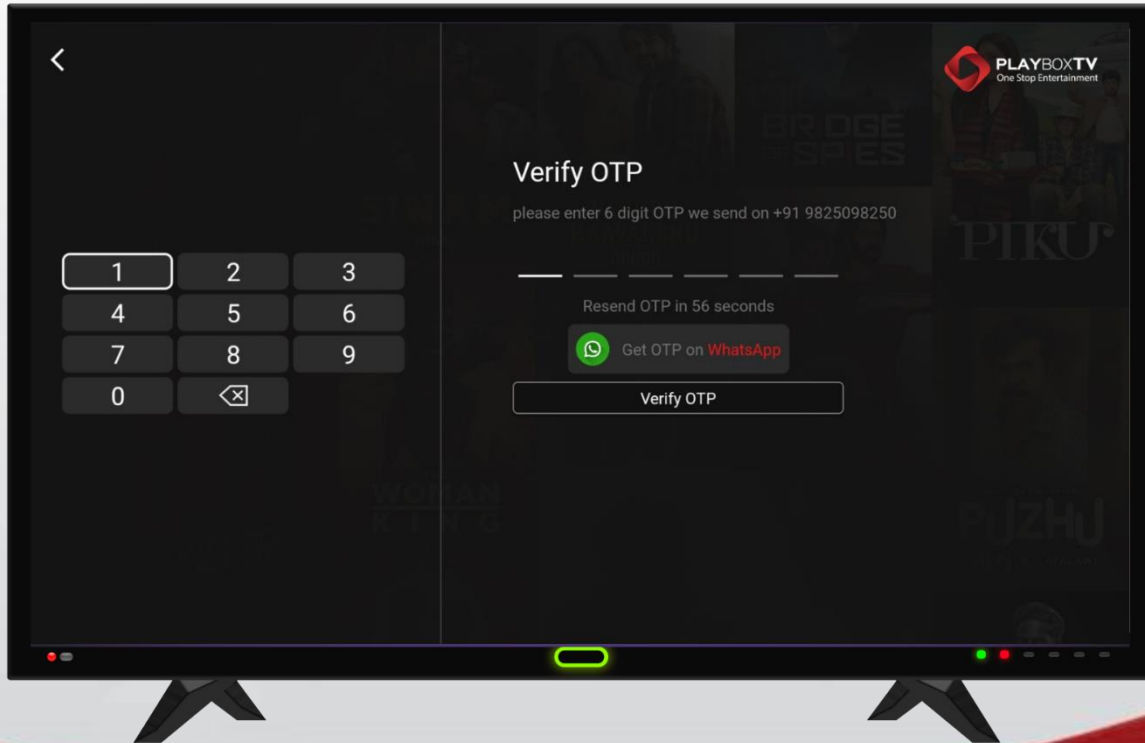 PLAYBOXTV
One Stop Entertainment
BRIDGE
OF SPIES
Verify OTP
please enter 6 digit OTP we send on +91 9825098250
PIKU
1 2 3
4 5 6
7 8 9
0
Resend OTP in 56 seconds
Get OTP on WhatsApp
Verify OTP
WOMAN
KING
PUZHU